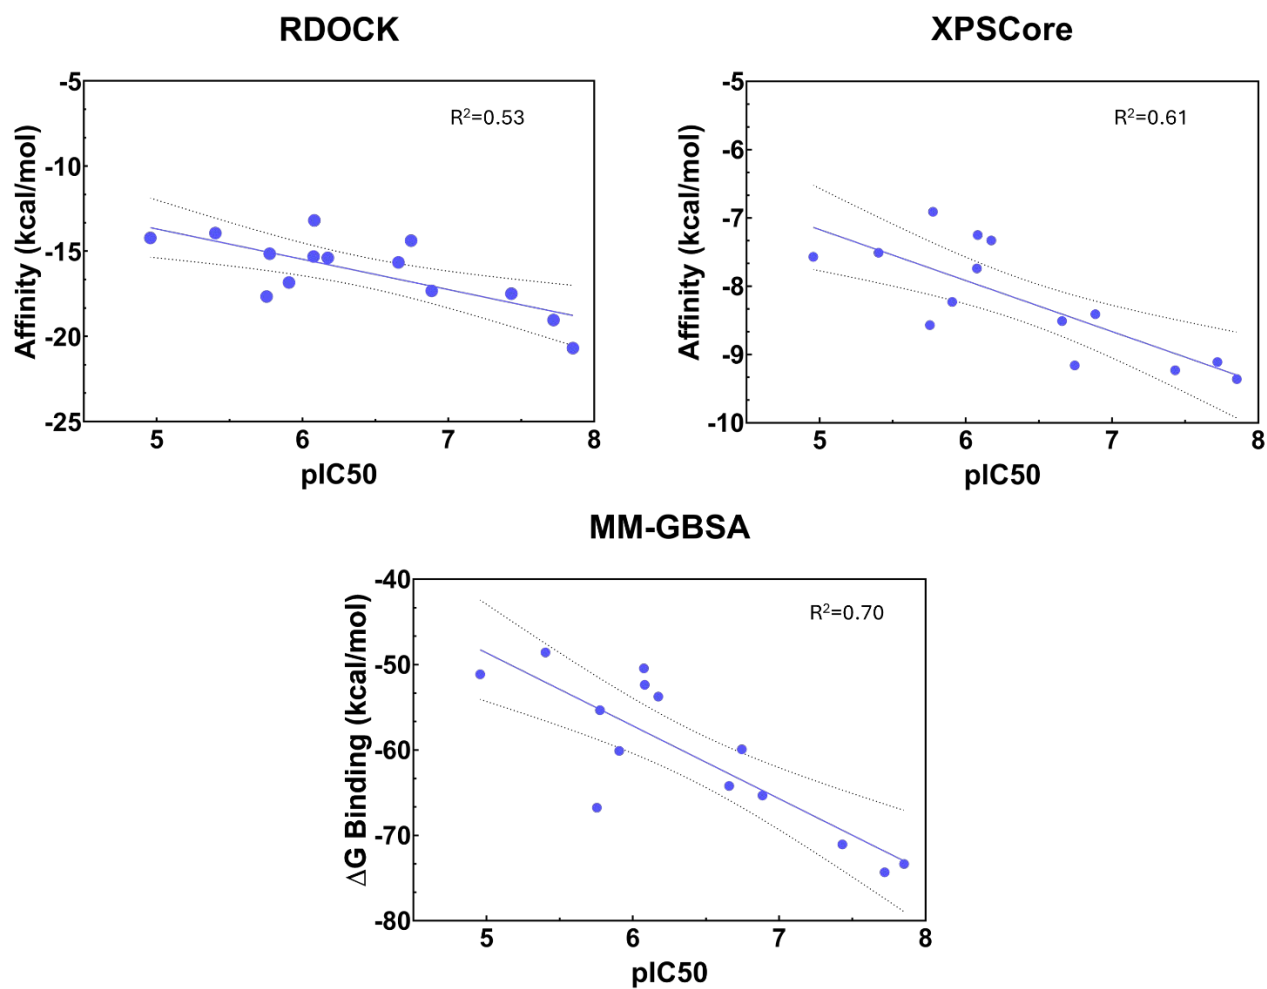 RDOCK
R²=0.53
Affinity (kcal/mol)
-5
-10
-15
-20
-25
5 6 7 8
pIC50
XPSCore
R²=0.61
Affinity (kcal/mol)
-5
-6
-7
-8
-9
-10
5 6 7 8
pIC50
MM-GBSA
R²=0.70
ΔG Binding (kcal/mol)
-40
-50
-60
-70
-80
5 6 7 8
pIC50